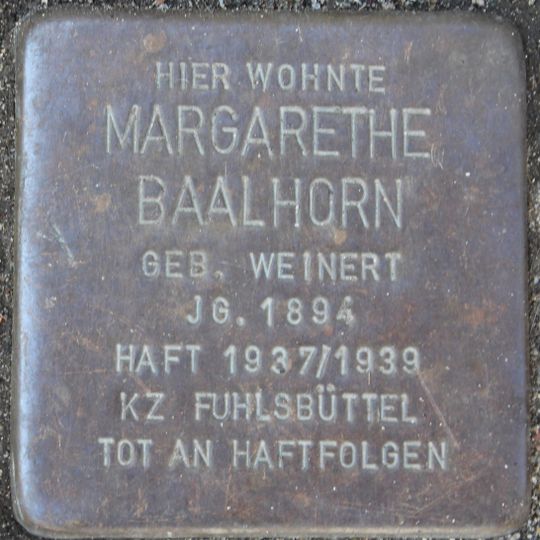 HIER WOHNTE
MARGARETHE
BAALHORN
GEB. WEINERT
JG. 1894
HAFT 1937/1939
KZ FUHLSBÜTTEL
TOT AN HAFTFOLGEN